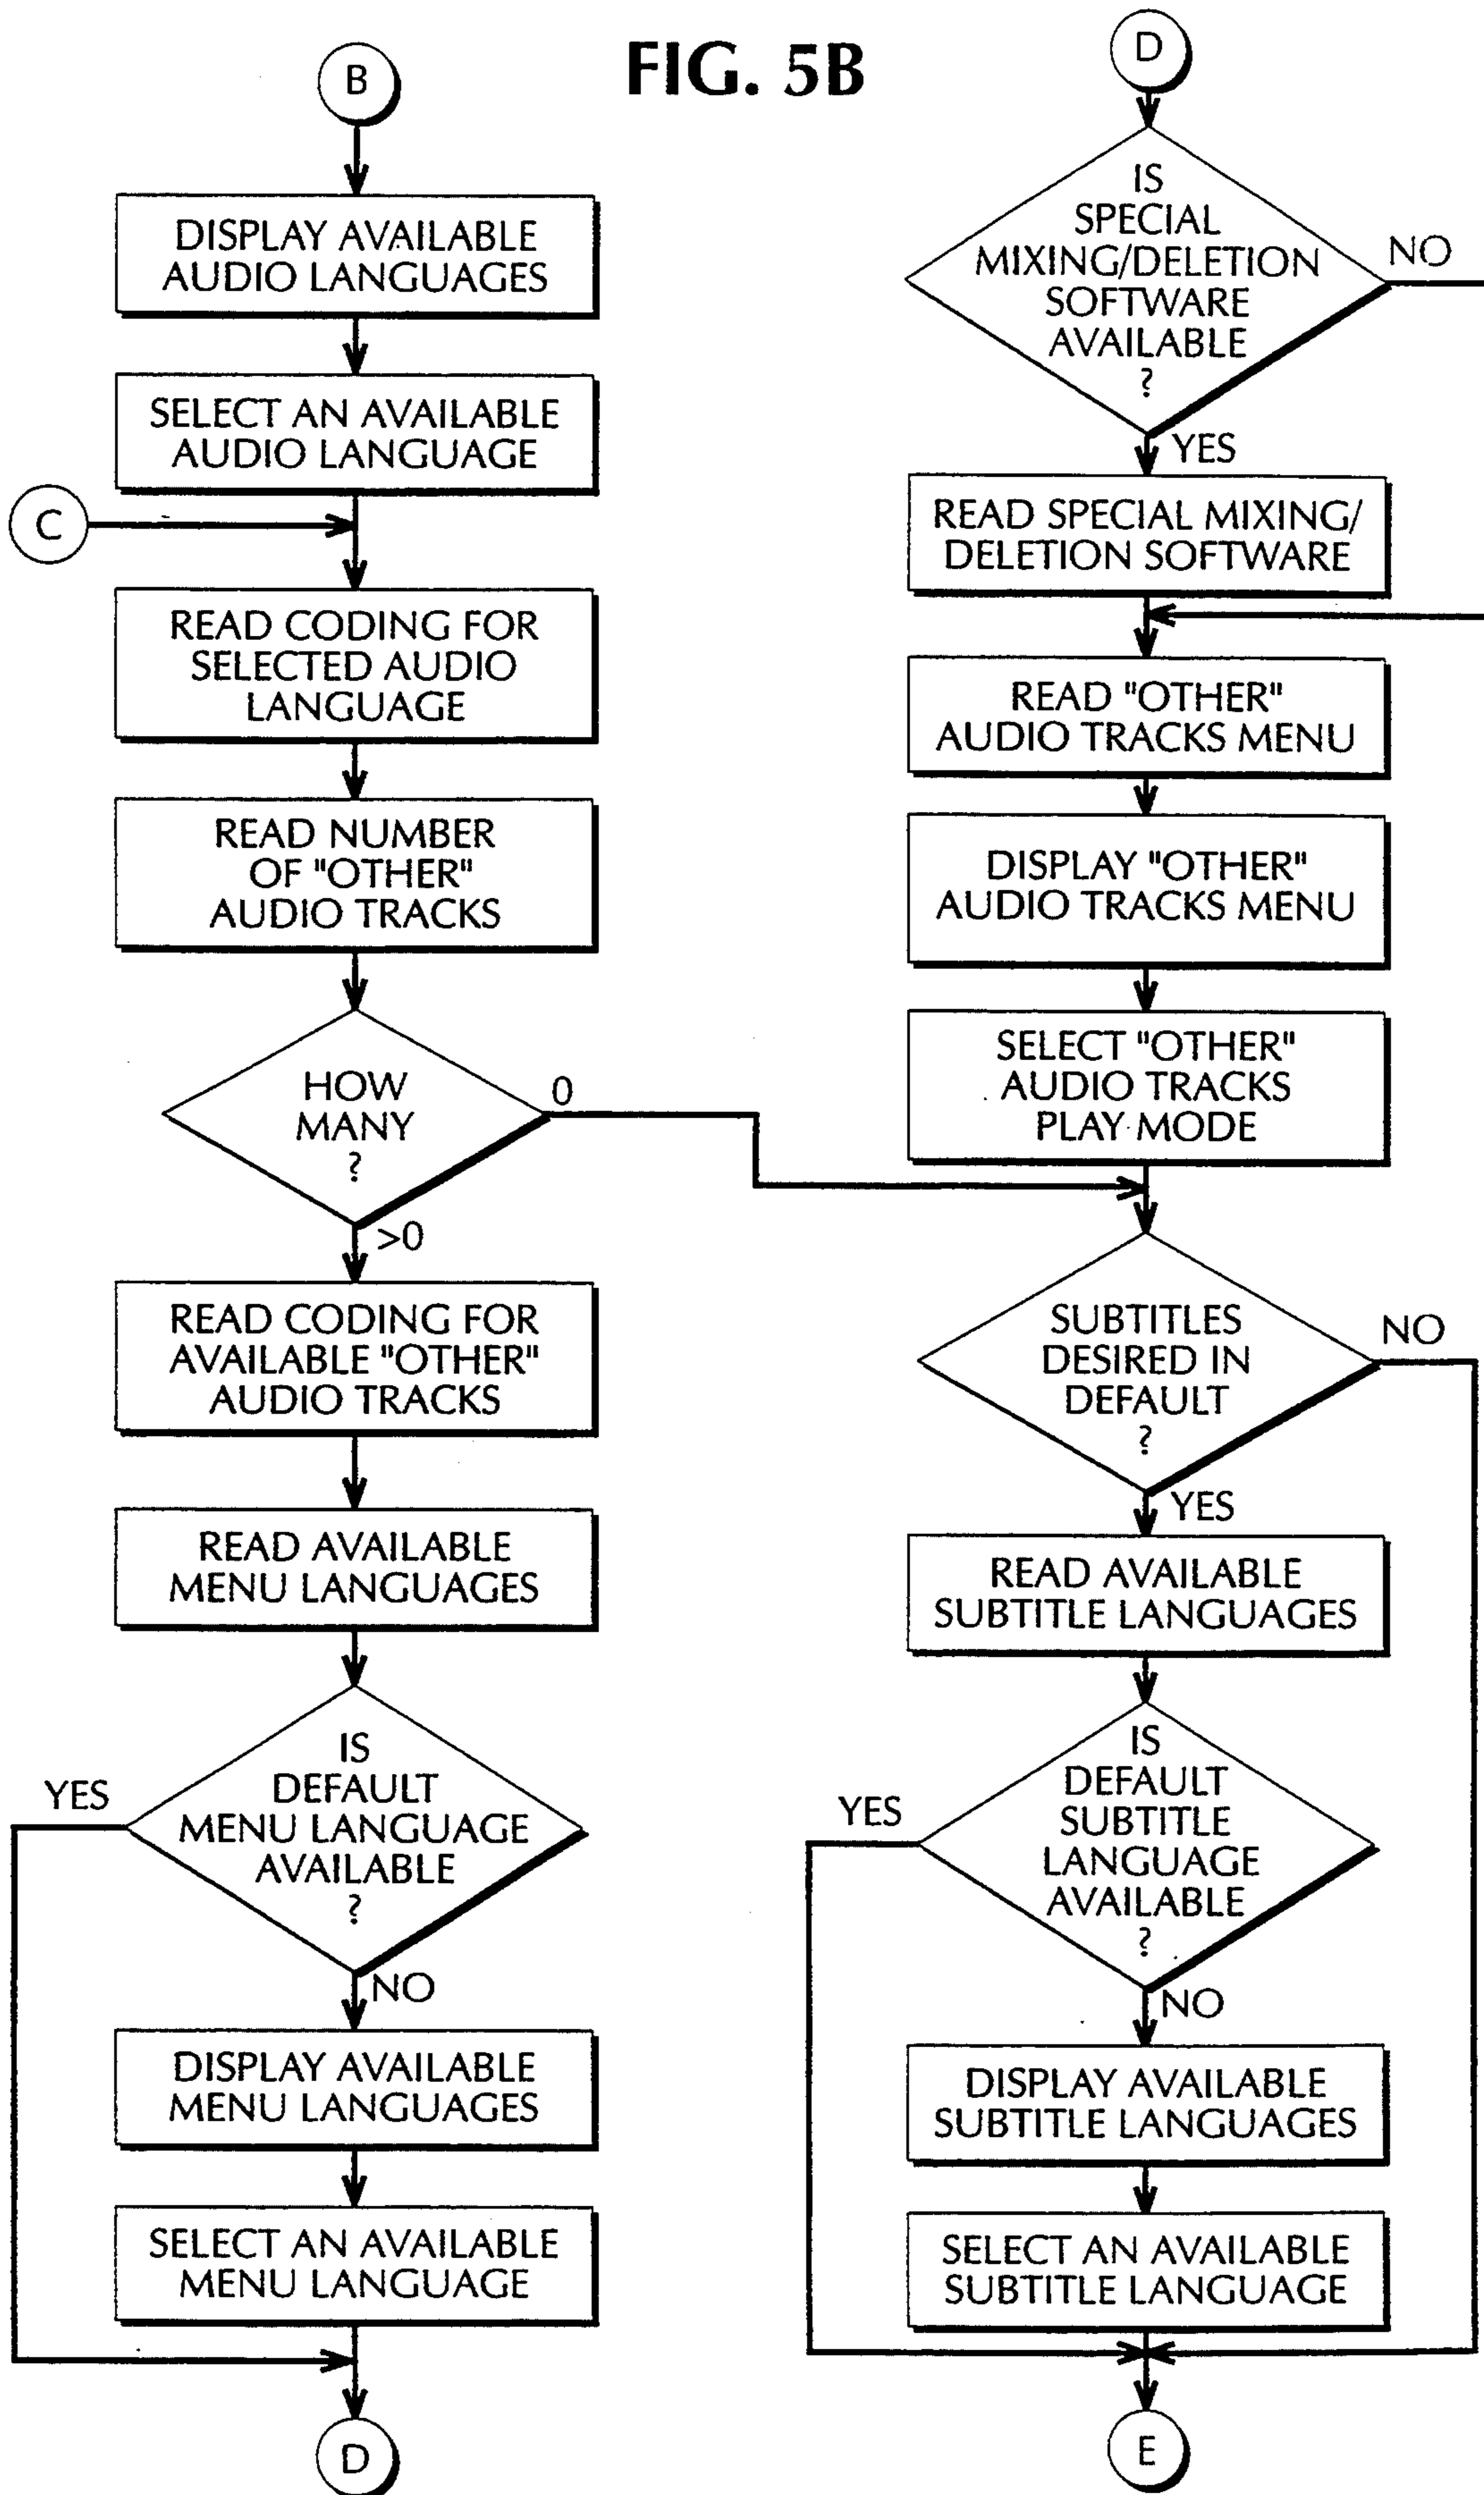 FIG. 5B
B
DISPLAY AVAILABLE
AUDIO LANGUAGES
SELECT AN AVAILABLE
AUDIO LANGUAGE
C
READ CODING FOR
SELECTED AUDIO
LANGUAGE
READ NUMBER
OF "OTHER"
AUDIO TRACKS
HOW
MANY
?
0
>0
READ CODING FOR
AVAILABLE "OTHER"
AUDIO TRACKS
READ AVAILABLE
MENU LANGUAGES
IS
DEFAULT
MENU LANGUAGE
AVAILABLE
?
YES
NO
DISPLAY AVAILABLE
MENU LANGUAGES
SELECT AN AVAILABLE
MENU LANGUAGE
D
D
IS
SPECIAL
MIXING/DELETION
SOFTWARE
AVAILABLE
?
NO
YES
READ SPECIAL MIXING/
DELETION SOFTWARE
READ "OTHER"
AUDIO TRACKS MENU
DISPLAY "OTHER"
AUDIO TRACKS MENU
SELECT "OTHER"
AUDIO TRACKS
PLAY MODE
SUBTITLES
DESIRED IN
DEFAULT
?
NO
YES
READ AVAILABLE
SUBTITLE LANGUAGES
IS
DEFAULT
SUBTITLE
LANGUAGE
AVAILABLE
?
YES
NO
DISPLAY AVAILABLE
SUBTITLE LANGUAGES
SELECT AN AVAILABLE
SUBTITLE LANGUAGE
E